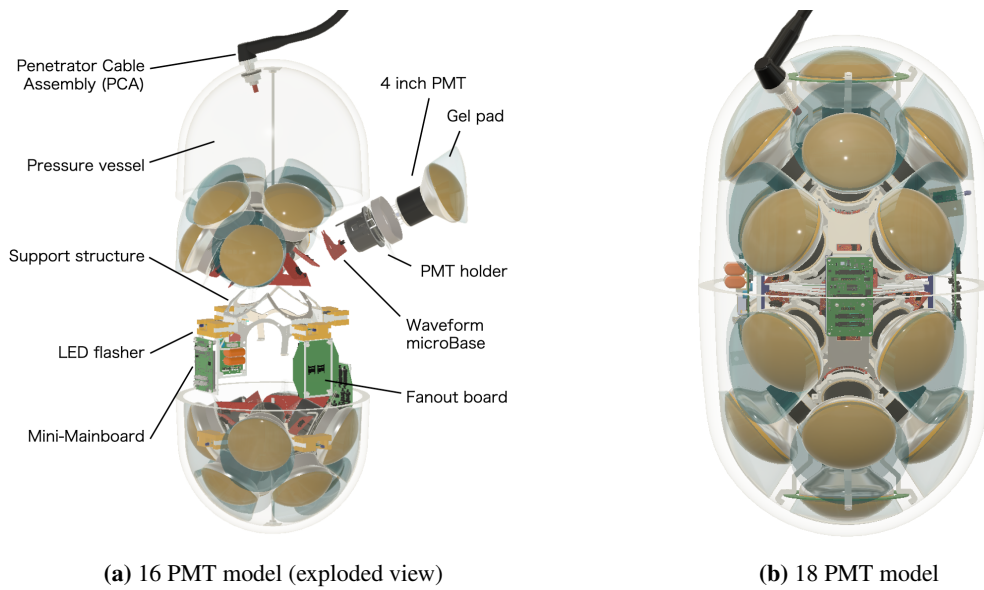 Penetrator Cable
Assembly (PCA)
4 inch PMT
Gel pad
Pressure vessel
Support structure
PMT holder
LED flasher
Waveform
microBase
Fanout board
Mini-Mainboard
(a) 16 PMT model (exploded view)
(b) 18 PMT model